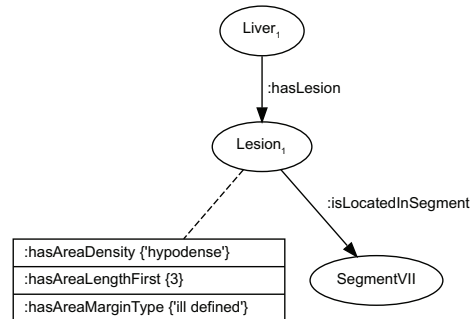 Liver₁
:hasLesion
Lesion₁
:isLocatedInSegment
:hasAreaDensity {'hypodense'}
:hasAreaLengthFirst {3}
:hasAreaMarginType {'ill defined'}
SegmentVII